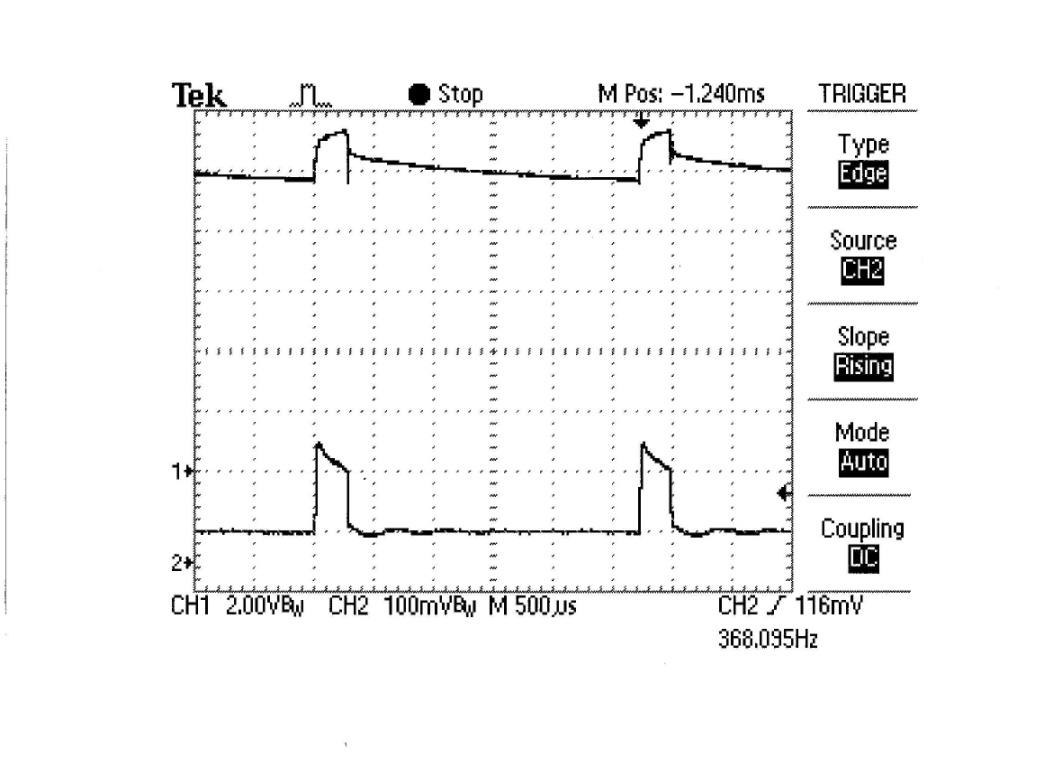 Tek Stop M Pos: −1.240ms TRIGGER
Type
Edge
Source
CH2
Slope
Rising
Mode
Auto
1
Coupling
DC
2
CH1 2.00VBw CH2 100mVBw M 500µs CH2 116mV
368.095Hz